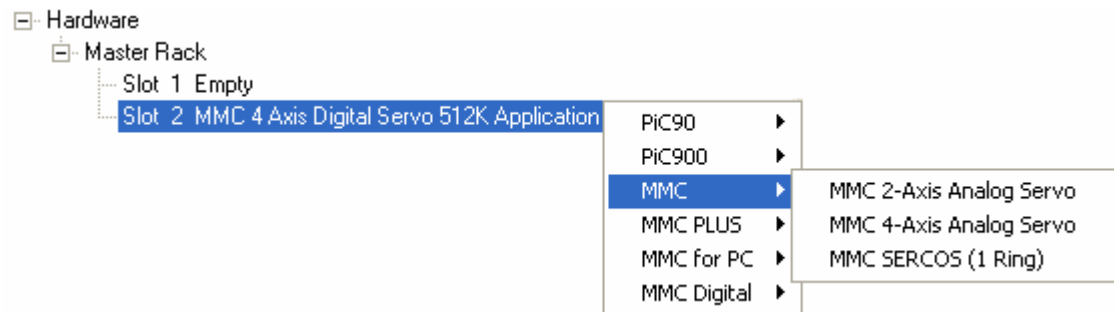 Hardware
Master Rack
Slot 1 Empty
Slot 2 MMC 4 Axis Digital Servo 512K Application
PiC90
PiC900
MMC
MMC PLUS
MMC for PC
MMC Digital
MMC 2-Axis Analog Servo
MMC 4-Axis Analog Servo
MMC SERCOS (1 Ring)